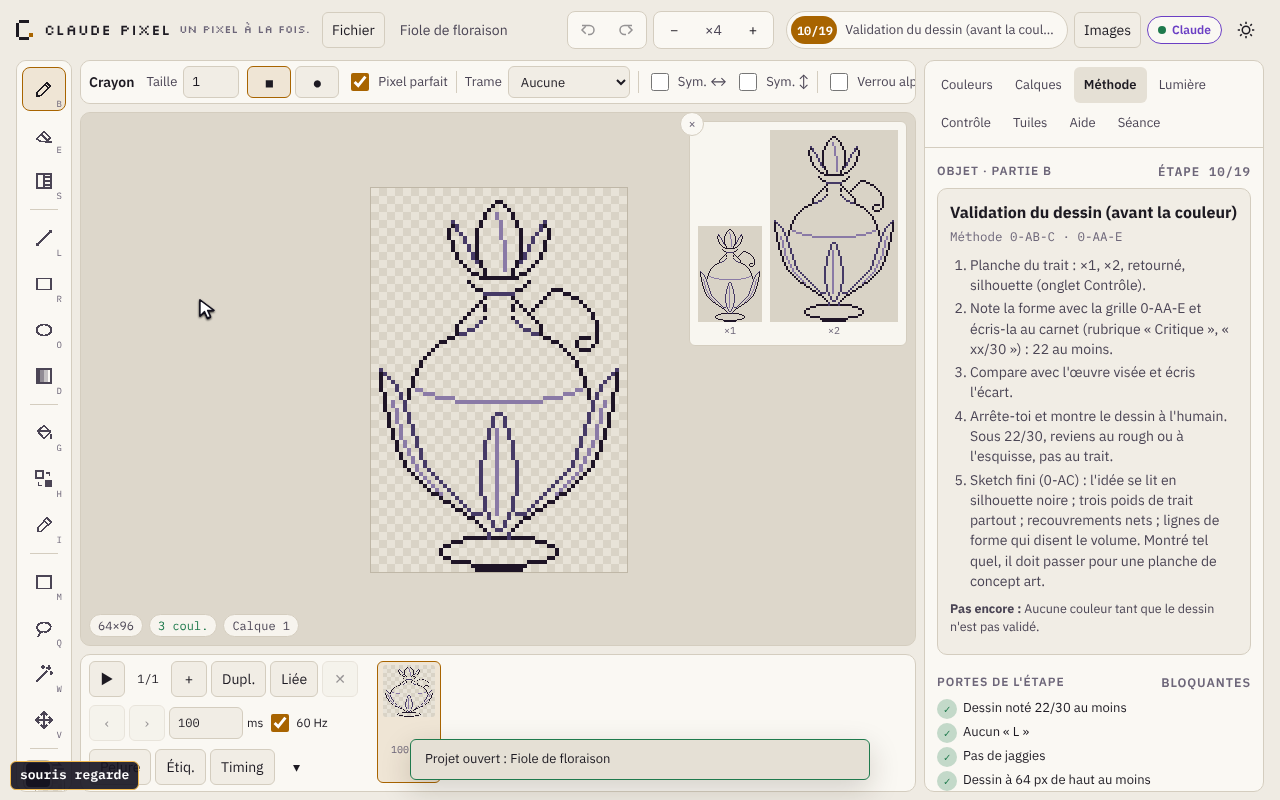 CLAUDE PIXEL UN PIXEL À LA FOIS. Fichier Fiole de floraison − ×4 + 10/19 Validation du dessin (avant la coul… Images Claude
Crayon Taille 1 Pixel parfait Trame Aucune Sym. Sym. Verrou alp
B
E
S
L
R
O
D
G
H
I
M
Q
W
V
×
×1 ×2
64×96 3 coul. Calque 1
1/1 + Dupl. Liée ×
‹ › 100 ms 60 Hz
Étiq. Timing
100
souris regarde
Projet ouvert : Fiole de floraison
Couleurs Calques Méthode Lumière
Contrôle Tuiles Aide Séance
OBJET · PARTIE B ÉTAPE 10/19
Validation du dessin (avant la couleur)
Méthode 0-AB-C · 0-AA-E
1. Planche du trait : ×1, ×2, retourné,
silhouette (onglet Contrôle).
2. Note la forme avec la grille 0-AA-E et
écris-la au carnet (rubrique « Critique », «
xx/30 ») : 22 au moins.
3. Compare avec l'œuvre visée et écris
l'écart.
4. Arrête-toi et montre le dessin à l'humain.
Sous 22/30, reviens au rough ou à
l'esquisse, pas au trait.
5. Sketch fini (0-AC) : l'idée se lit en
silhouette noire ; trois poids de trait
partout ; recouvrements nets ; lignes de
forme qui disent le volume. Montré tel
quel, il doit passer pour une planche de
concept art.
Pas encore : Aucune couleur tant que le dessin
n'est pas validé.
PORTES DE L'ÉTAPE BLOQUANTES
✓ Dessin noté 22/30 au moins
✓ Aucun « L »
✓ Pas de jaggies
✓ Dessin à 64 px de haut au moins